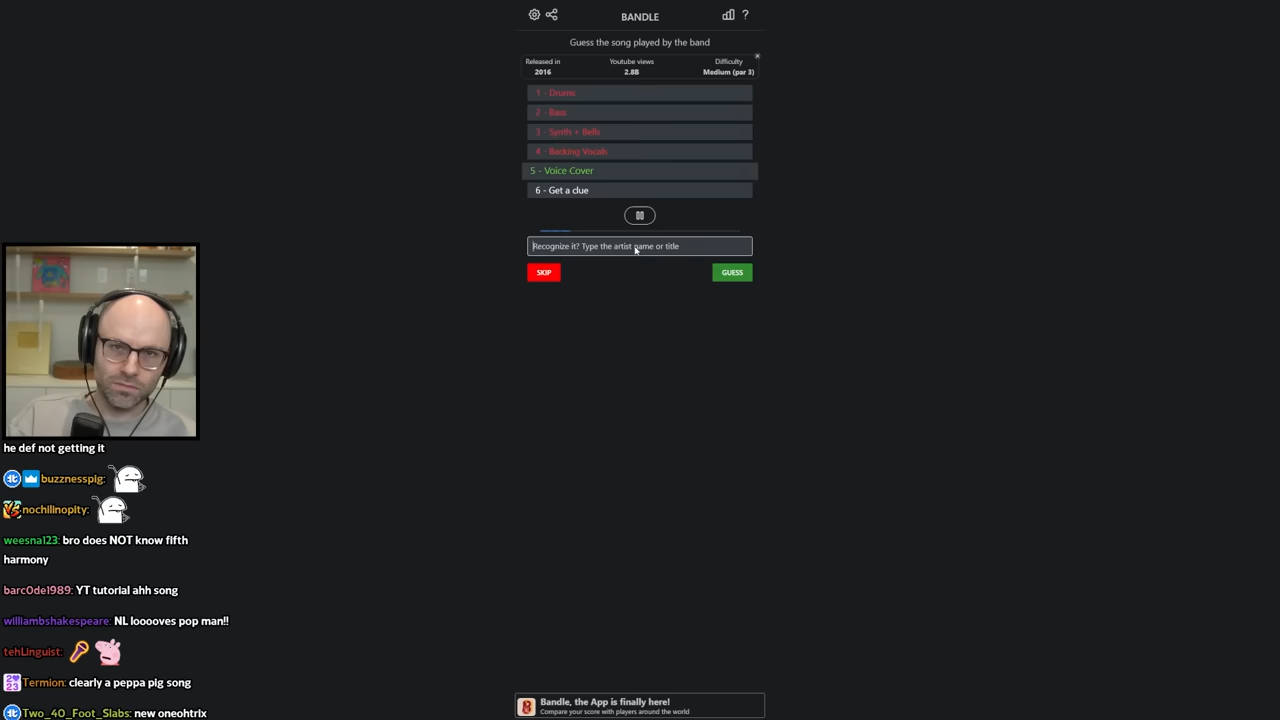 BANDLE
?
Guess the song played by the band
Released in
2016
Youtube views
2.8B
Difficulty
Medium (par 3)
x
1 - Drums
2 - Bass
3 - Synth + Bells
4 - Backing Vocals
5 - Voice Cover
6 - Get a clue
Recognize it? Type the artist name or title
SKIP
GUESS
he def not getting it
buzznesspig:
nochilinopity:
weesna123: bro does NOT know fifth
harmony
barc0de1989: YT tutorial ahh song
williambshakespeare: NL looooves pop man!!
tehLinguist:
Termion: clearly a peppa pig song
Two_40_Foot_Slabs: new oneohtrix
Bandle, the App is finally here!
Compare your score with players around the world